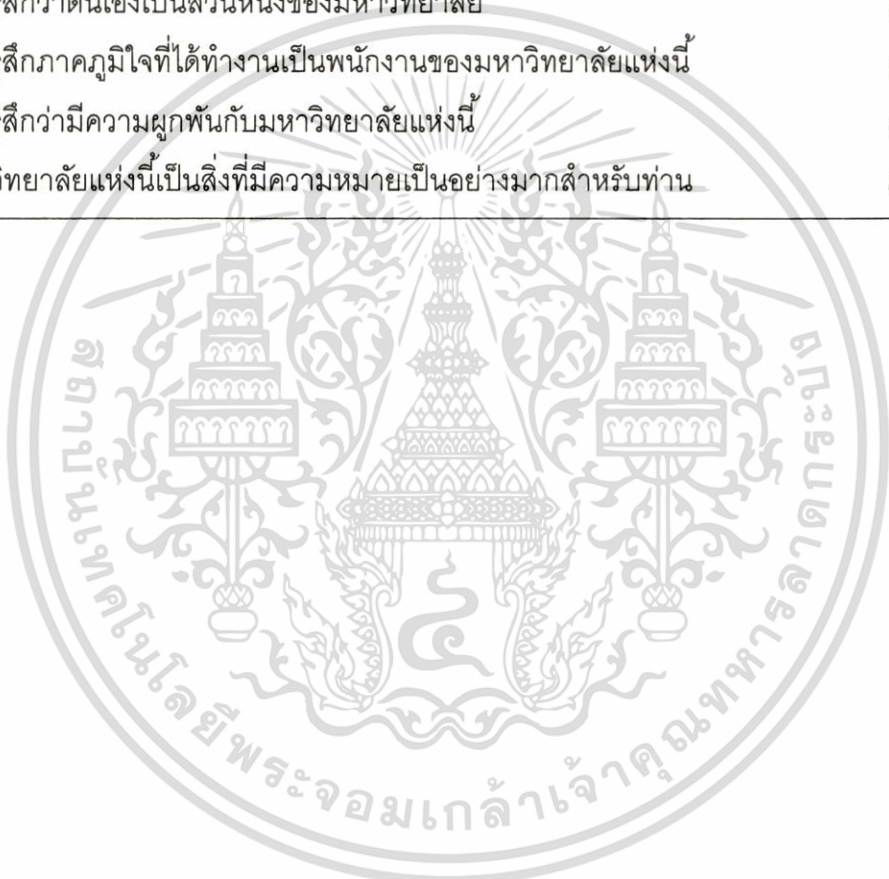 สึกว่าตนเองเป็นส่วนหนึ่งของมหาวิทยาลัย
สึกภาคภูมิใจที่ได้ทำงานเป็นพนักงานของมหาวิทยาลัยแห่งนี้
สึกว่ามีความผูกพันกับมหาวิทยาลัยแห่งนี้
วิทยาลัยแห่งนี้เป็นสิ่งที่มีความหมายเป็นอย่างมากสำหรับท่าน
สถาบันเทคโนโลยีพระจอมเกล้าเจ้าคุณทหารลาดกระบัง
๔